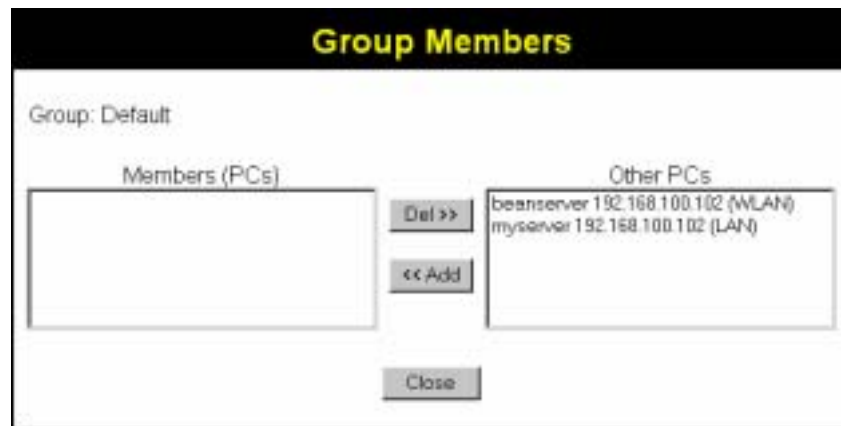 Group Members
Group: Default
Members (PCs)
Other PCs
Del >>
<< Add
beanserver 192.168.100.102 (WLAN)
myserver 192.168.100.102 (LAN)
Close